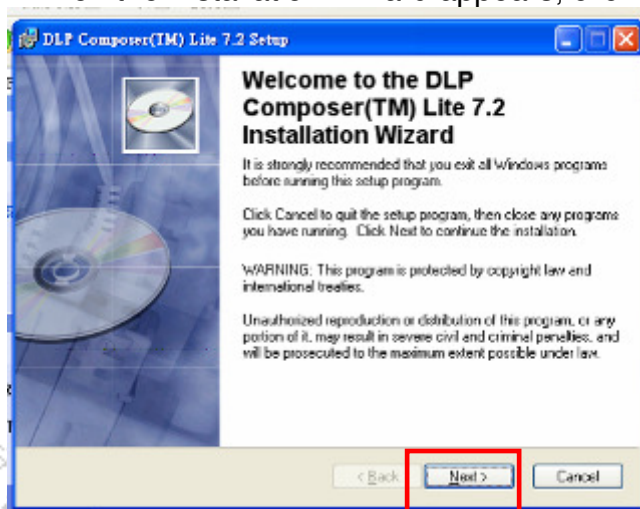 DLP Composer(TM) Lite 7.2 Setup
Welcome to the DLP
Composer(TM) Lite 7.2
Installation Wizard
It is strongly recommended that you exit all Windows programs
before running this setup program.
Click Cancel to quit the setup program, then close any programs
you have running. Click Next to continue the installation.
WARNING: This program is protected by copyright law and
international treaties.
Unauthorized reproduction or distribution of this program, or any
portion of it, may result in severe civil and criminal penalties, and
will be prosecuted to the maximum extent possible under law.
< Back
Next >
Cancel